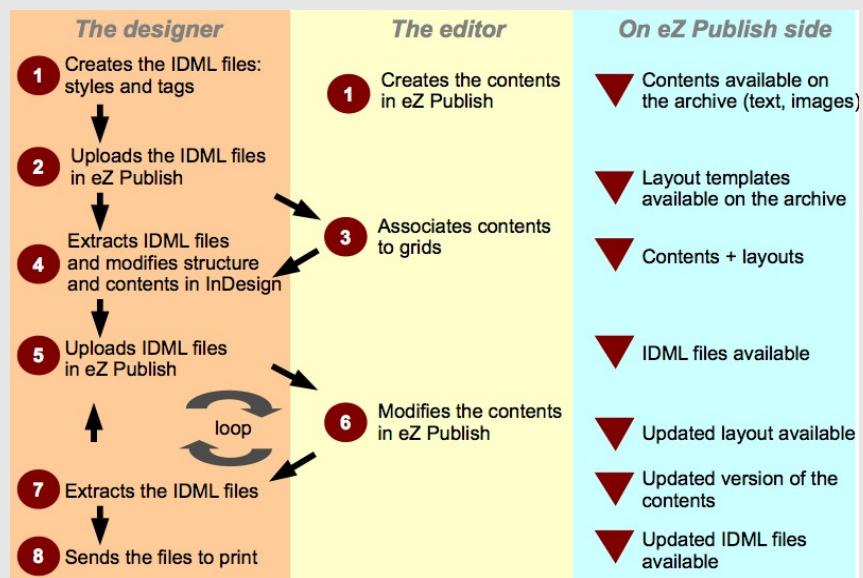 The designer
1
Creates the IDML files:
styles and tags
2
Uploads the IDML files
in eZ Publish
4
Extracts IDML files
and modifies structure
and contents in InDesign
5
Uploads IDML files
in eZ Publish
loop
7
Extracts the IDML files
8
Sends the files to print
The editor
1
Creates the contents
in eZ Publish
3
Associates contents
to grids
6
Modifies the contents
in eZ Publish
On eZ Publish side
Contents available on
the archive (text, images)
Layout templates
available on the archive
Contents + layouts
IDML files available
Updated layout available
Updated version of the
contents
Updated IDML files
available